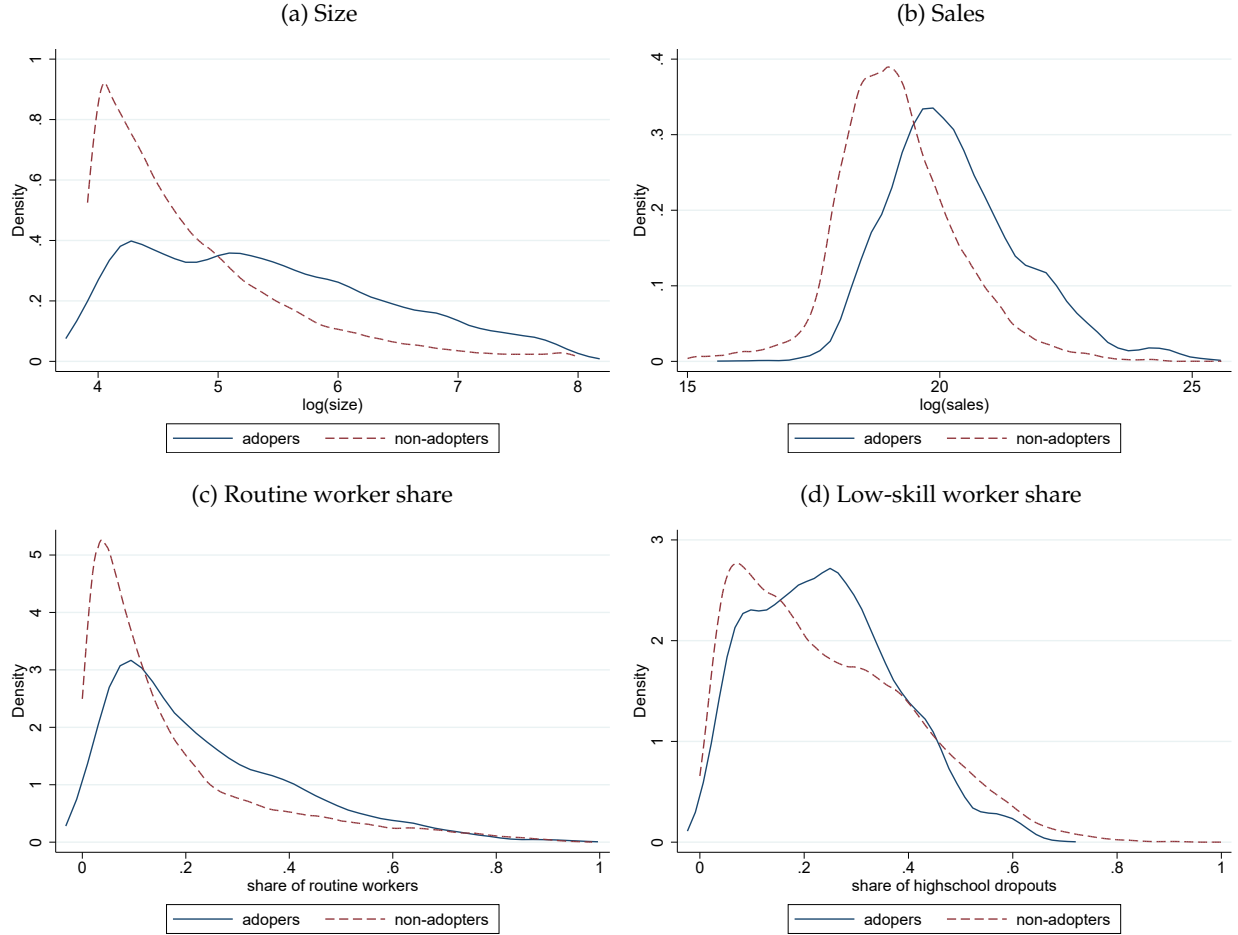 (a) Size
Density
0 .2 .4 .6 .8 1
4 5 6 7 8
log(size)
adopers non-adopters
(b) Sales
Density
0 .1 .2 .3 .4
15 20 25
log(sales)
adopers non-adopters
(c) Routine worker share
Density
0 1 2 3 4 5
0 .2 .4 .6 .8 1
share of routine workers
adopers non-adopters
(d) Low-skill worker share
Density
0 1 2 3
0 .2 .4 .6 .8 1
share of highschool dropouts
adopers non-adopters